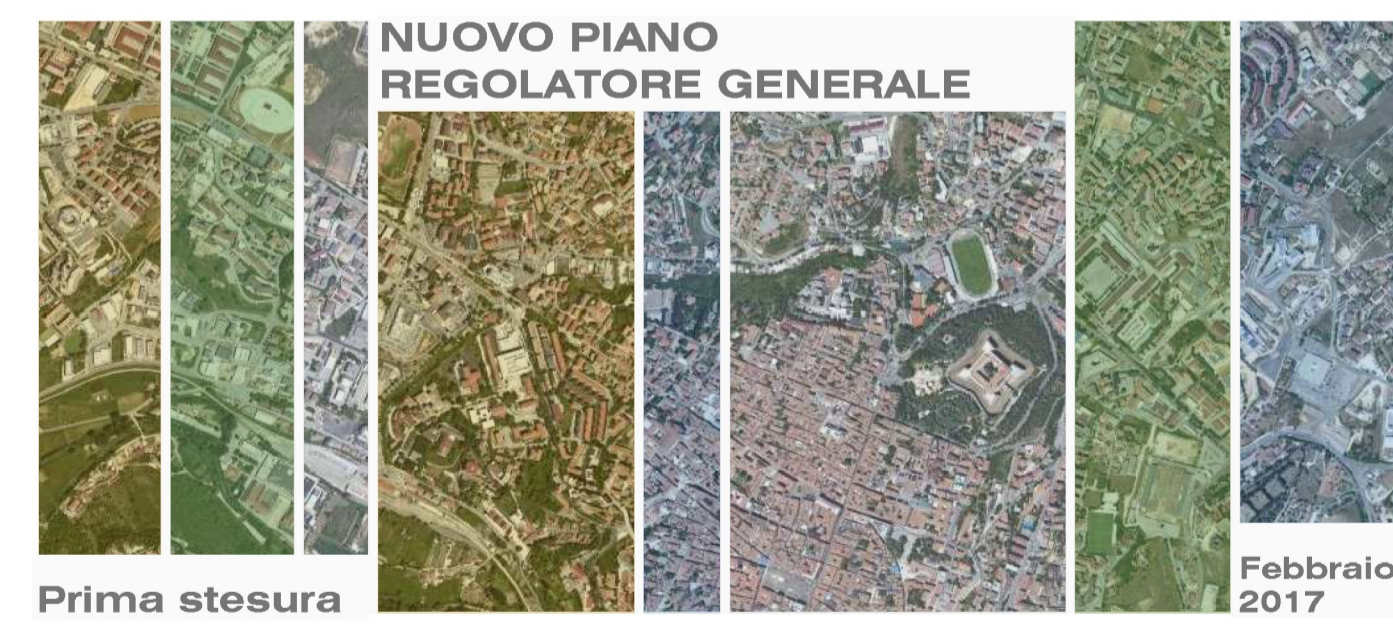 NUOVO PIANO
REGOLATORE GENERALE
Prima stesura
Febbraio
2017